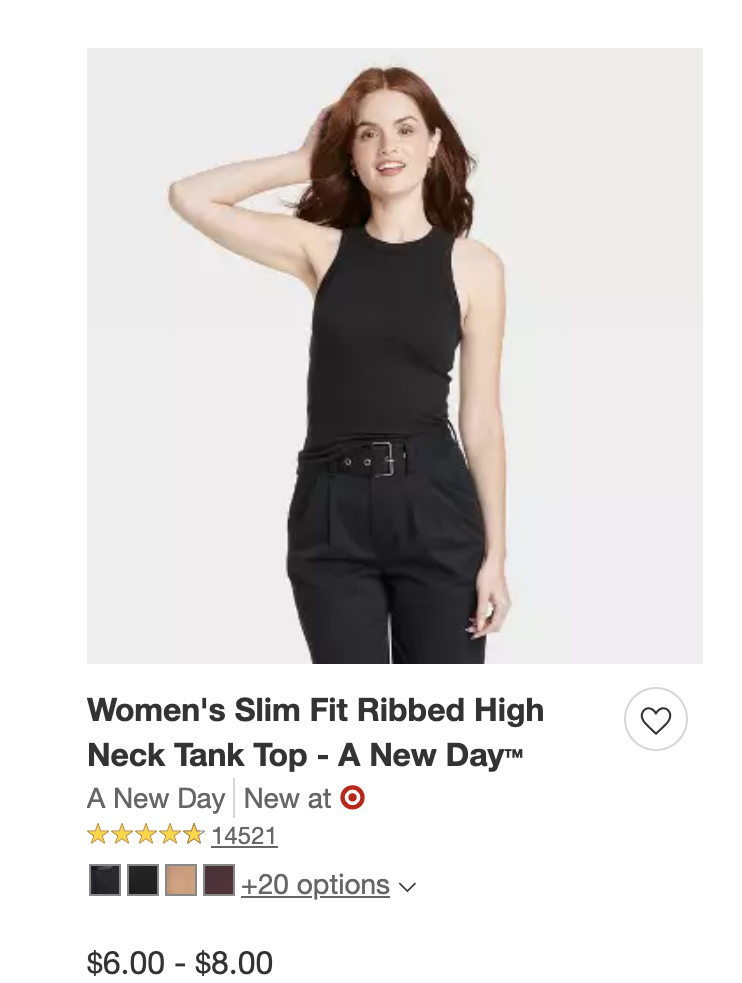 Women's Slim Fit Ribbed High
Neck Tank Top - A New Day™
A New Day | New at
14521
+20 options
$6.00 - $8.00